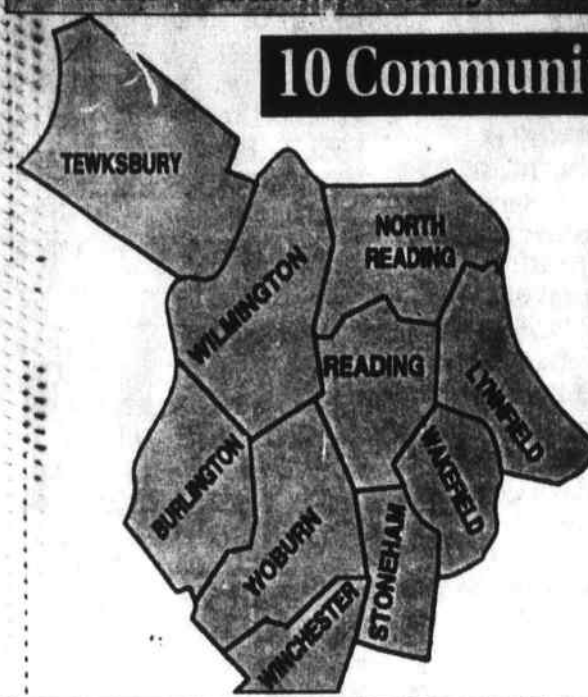 10 Communi
TEWKSBURY
NORTH
READING
WILMINGTON
READING
LYNNFIELD
BURLINGTON
WAKEFIELD
WOBURN
STONEHAM
WINCHESTER